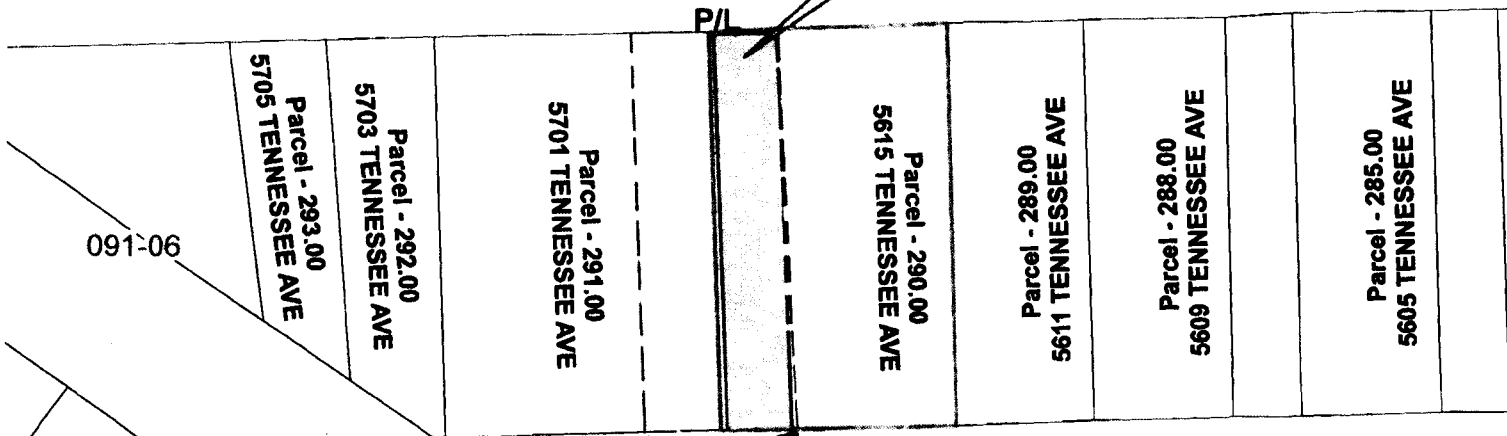 P/L
091-06
Parcel - 293.00
5705 TENNESSEE AVE
Parcel - 292.00
5703 TENNESSEE AVE
Parcel - 291.00
5701 TENNESSEE AVE
Parcel - 290.00
5615 TENNESSEE AVE
Parcel - 289.00
5611 TENNESSEE AVE
Parcel - 288.00
5609 TENNESSEE AVE
Parcel - 285.00
5605 TENNESSEE AVE